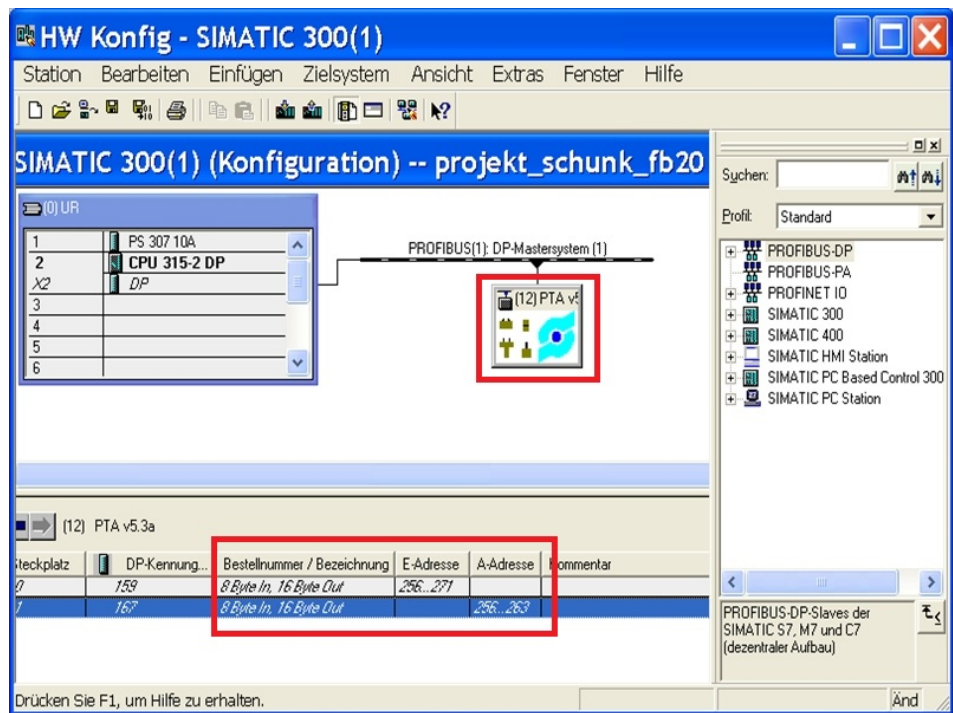 HW Konfig - SIMATIC 300(1)
Station Bearbeiten Einfügen Zielsystem Ansicht Extras Fenster Hilfe
SIMATIC 300(1) (Konfiguration) -- projekt_schunk_fb20
(0) UR
1 PS 307 10A
2 CPU 315-2 DP
X2 DP
3
4
5
6
PROFIBUS(1): DP-Mastersystem (1)
(12) PTA v5
Suchen:
Profil: Standard
PROFIBUS-DP
PROFIBUS-PA
PROFINET IO
SIMATIC 300
SIMATIC 400
SIMATIC HMI Station
SIMATIC PC Based Control 300
SIMATIC PC Station
(12) PTA v5.3a
Steckplatz DP-Kennung... Bestellnummer / Bezeichnung E-Adresse A-Adresse Kommentar
0 159 8 Byte In, 16 Byte Out 256...271
1 167 8 Byte In, 16 Byte Out 256...263
PROFIBUS-DP-Slaves der
SIMATIC S7, M7 und C7
(dezentraler Aufbau)
Drücken Sie F1, um Hilfe zu erhalten.
Änd